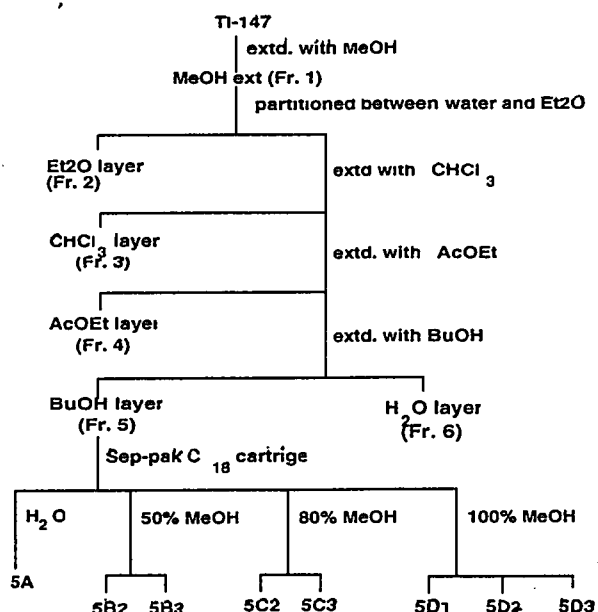 TI-147
extd. with MeOH
MeOH ext (Fr. 1)
partitioned between water and Et2O
Et2O layer
(Fr. 2)
extd with CHCl3
CHCl3 layer
(Fr. 3)
extd. with AcOEt
AcOEt layer
(Fr. 4)
extd. with BuOH
BuOH layer
(Fr. 5)
H2O layer
(Fr. 6)
Sep-pak C 18 cartrige
H2O
50% MeOH
80% MeOH
100% MeOH
5A
5B2 5B3 5C2 5C3 5D1 5D2 5D3